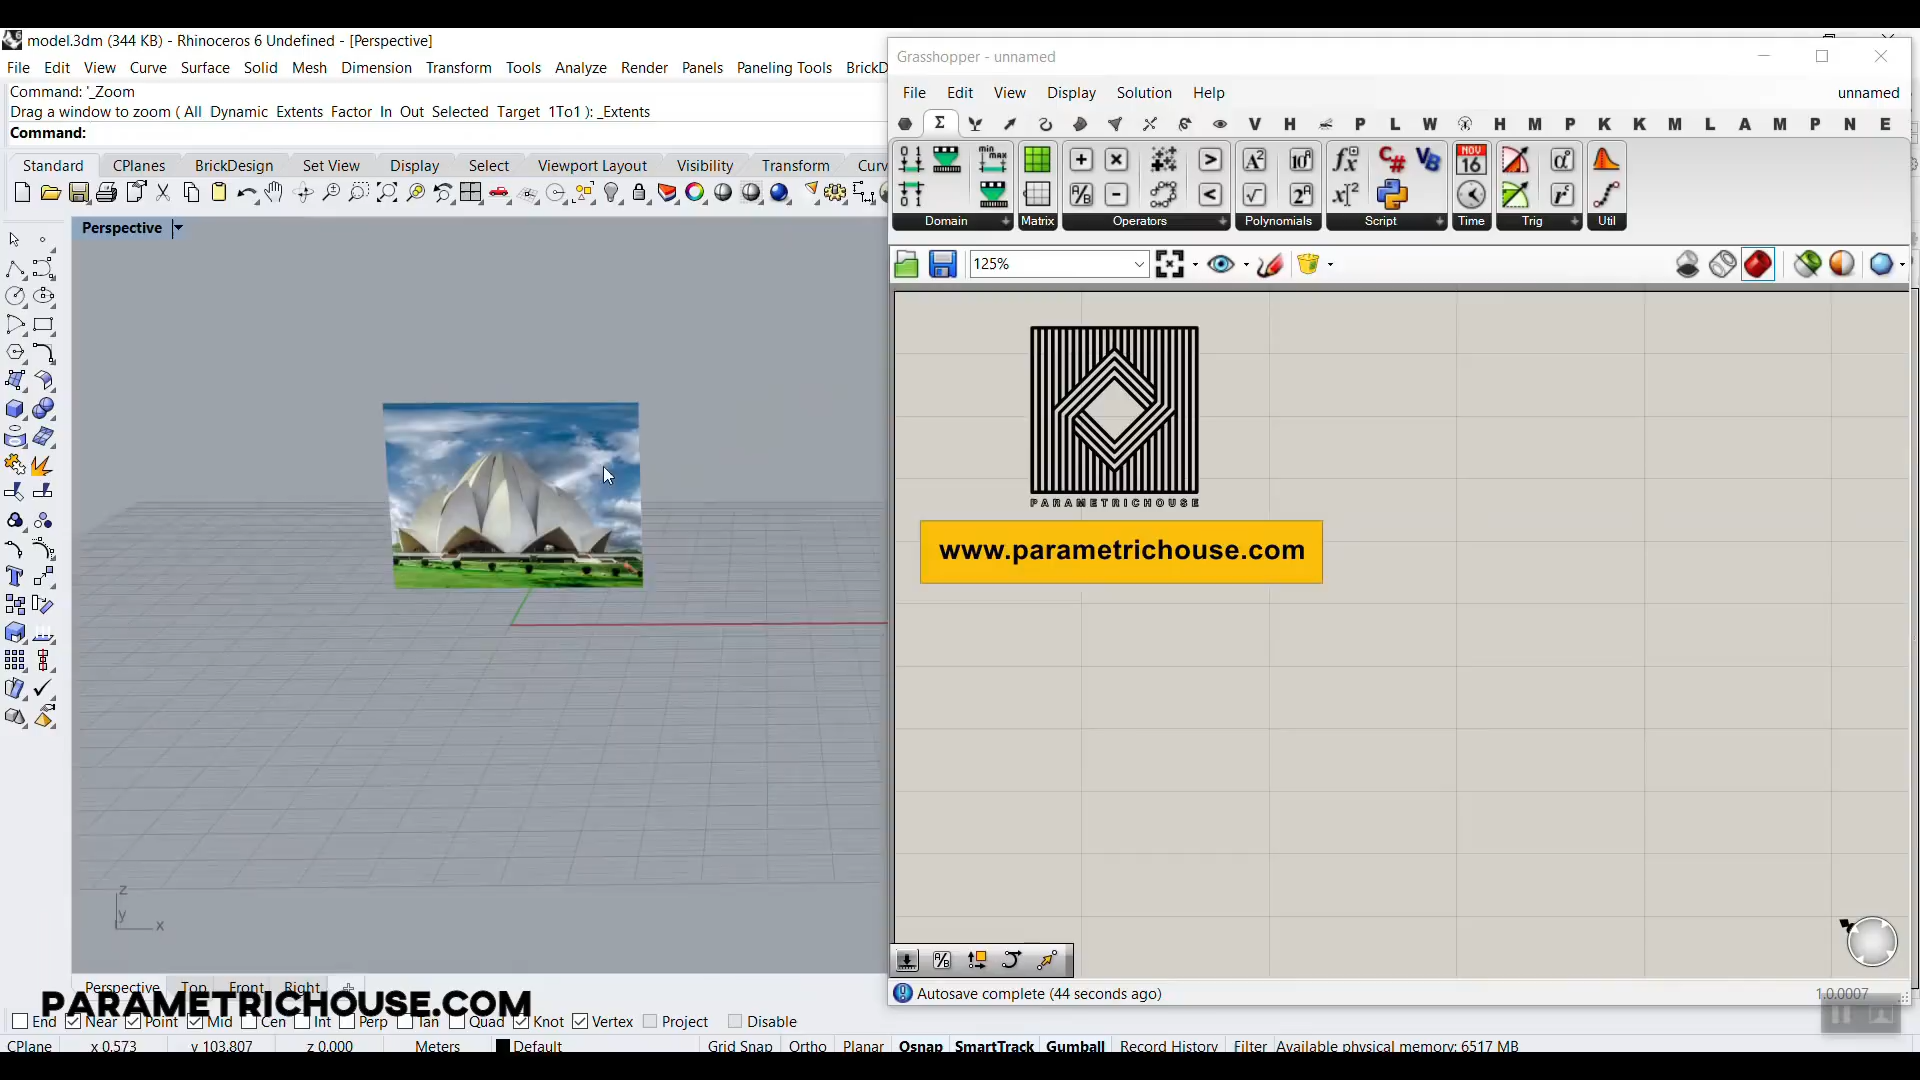 model.3dm (344 KB) - Rhinoceros 6 Undefined - [Perspective]
File Edit View Curve Surface Solid Mesh Dimension Transform Tools Analyze Render Panels Paneling Tools BrickD
Command: '_Zoom
Drag a window to zoom ( All Dynamic Extents Factor In Out Selected Target 1To1 ): _Extents
Command:
Standard CPlanes BrickDesign Set View Display Select Viewport Layout Visibility Transform Curv
Perspective
z
y
x
Perspective Top Front Right
PARAMETRICHOUSE.COM
End Near Point Mid Cen Int Perp Tan Quad Knot Vertex Project Disable
CPlane x 0.573 y 103.807 z 0.000 Meters Default Grid Snap Ortho Planar Osnap SmartTrack Gumball Record History Filter Available physical memory: 6517 MB
Grasshopper - unnamed
File Edit View Display Solution Help unnamed
V H P L W H M P K K M L A M P N E
Domain Matrix Operators Polynomials Script Time Trig Util
125%
PARAMETRICHOUSE
www.parametrichouse.com
Autosave complete (44 seconds ago) 1.0.0007